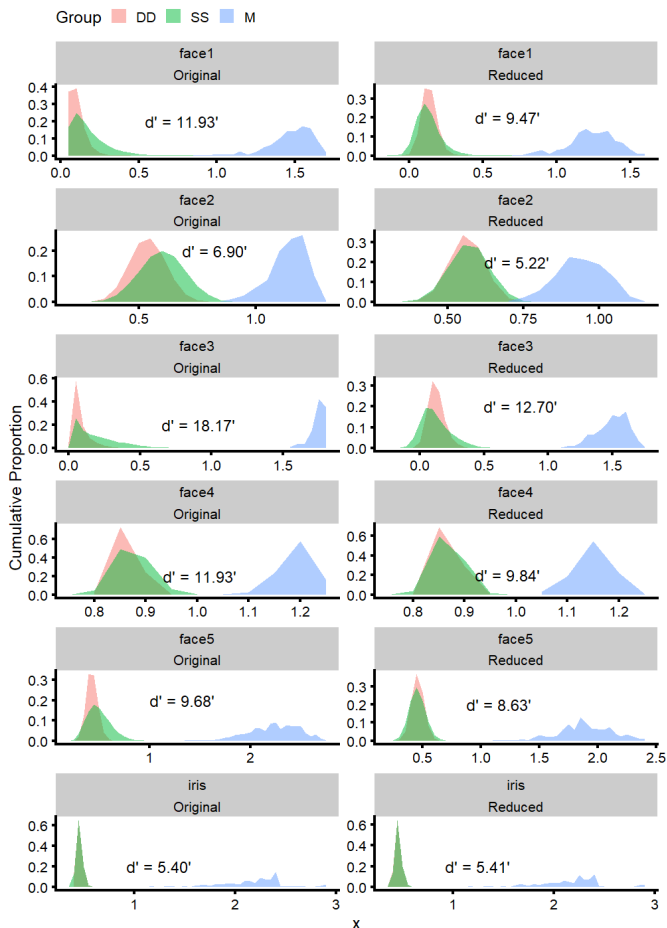 Group DD SS M
face1 face1
Original Reduced
0.4 0.3 0.2 0.1 0.0
d' = 11.93'
0.3 0.2 0.1 0.0
d' = 9.47'
0.0 0.5 1.0 1.5
0.0 0.5 1.0 1.5
face2 face2
Original Reduced
0.2 0.1 0.0
d' = 6.90'
0.3 0.2 0.1 0.0
d' = 5.22'
0.5 1.0
0.50 0.75 1.00
face3 face3
Original Reduced
0.6 0.4 0.2 0.0
d' = 18.17'
0.3 0.2 0.1 0.0
d' = 12.70'
0.0 0.5 1.0 1.5
0.0 0.5 1.0 1.5
Cumulative Proportion
face4 face4
Original Reduced
0.6 0.4 0.2 0.0
d' = 11.93'
0.6 0.4 0.2 0.0
d' = 9.84'
0.8 0.9 1.0 1.1 1.2
0.8 0.9 1.0 1.1 1.2
face5 face5
Original Reduced
0.3 0.2 0.1 0.0
d' = 9.68'
0.3 0.2 0.1 0.0
d' = 8.63'
1 2
0.5 1.0 1.5 2.0 2.5
iris iris
Original Reduced
0.6 0.4 0.2 0.0
d' = 5.40'
0.6 0.4 0.2 0.0
d' = 5.41'
1 2 3
1 2 3
x